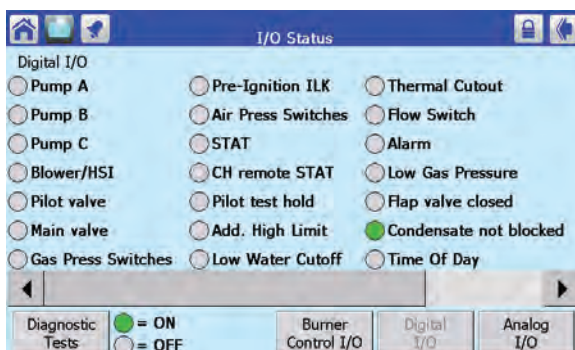 I/O Status
Digital I/O
Pump A Pre-Ignition ILK Thermal Cutout
Pump B Air Press Switches Flow Switch
Pump C STAT Alarm
Blower/HSI CH remote STAT Low Gas Pressure
Pilot valve Pilot test hold Flap valve closed
Main valve Add. High Limit Condensate not blocked
Gas Press Switches Low Water Cutoff Time Of Day
Diagnostic Tests
= ON
= OFF
Burner Control I/O
Digital I/O
Analog I/O